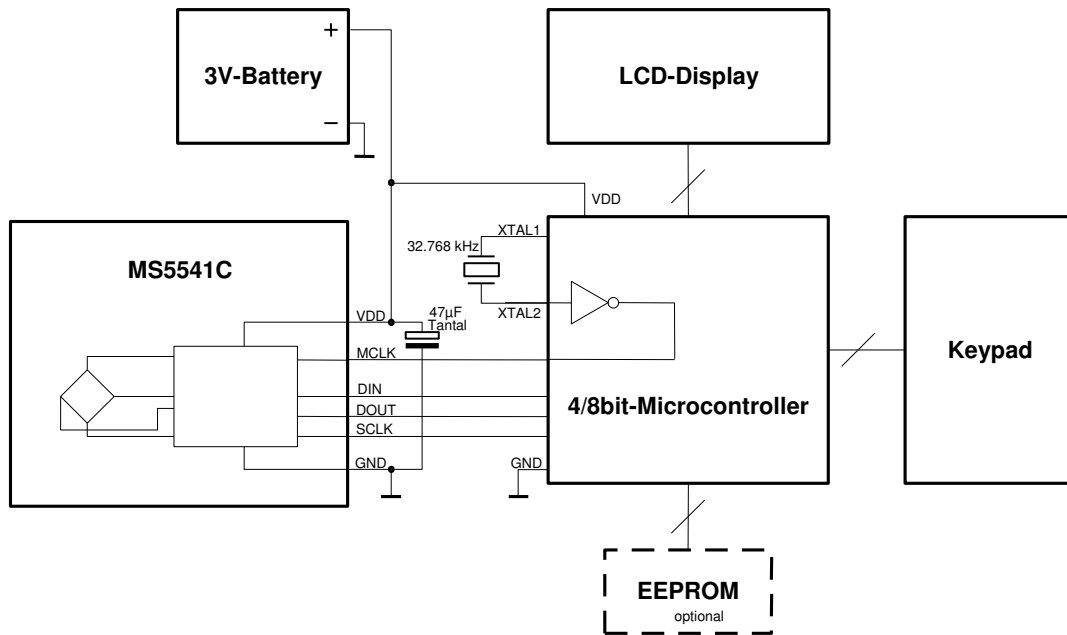 +
3V-Battery
−
LCD-Display
VDD
MS5541C
XTAL1
32.768 kHz
XTAL2
47µF
Tantal
VDD
MCLK
DIN
DOUT
SCLK
GND
GND
4/8bit-Microcontroller
Keypad
EEPROM
optional